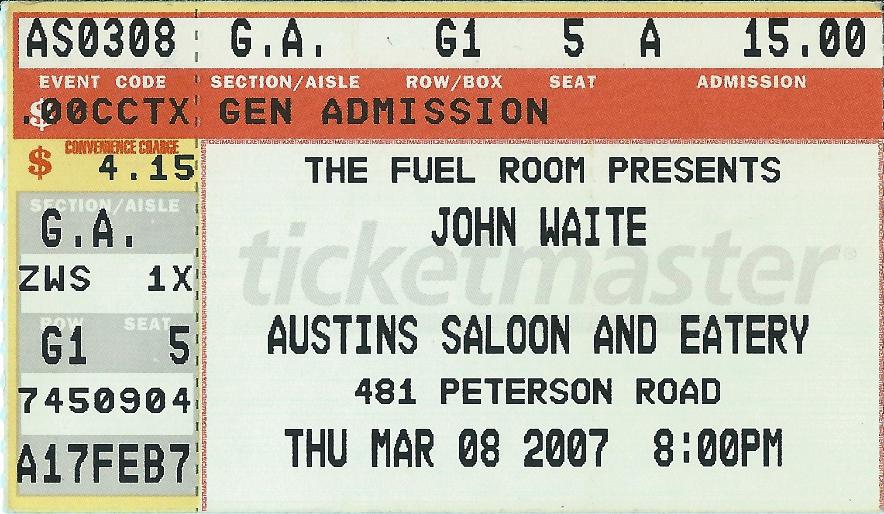 AS0308 G.A. G1 5 A 15.00
EVENT CODE SECTION/AISLE ROW/BOX SEAT ADMISSION
$ .00CCTX GEN ADMISSION
CONVENIENCE CHARGE
$ 4.15
SECTION/AISLE
G.A.
ZWS 1X
ROW SEAT
G1 5
7450904
A17FEB7
THE FUEL ROOM PRESENTS
JOHN WAITE
ticketmaster®
AUSTINS SALOON AND EATERY
481 PETERSON ROAD
THU MAR 08 2007 8:00PM